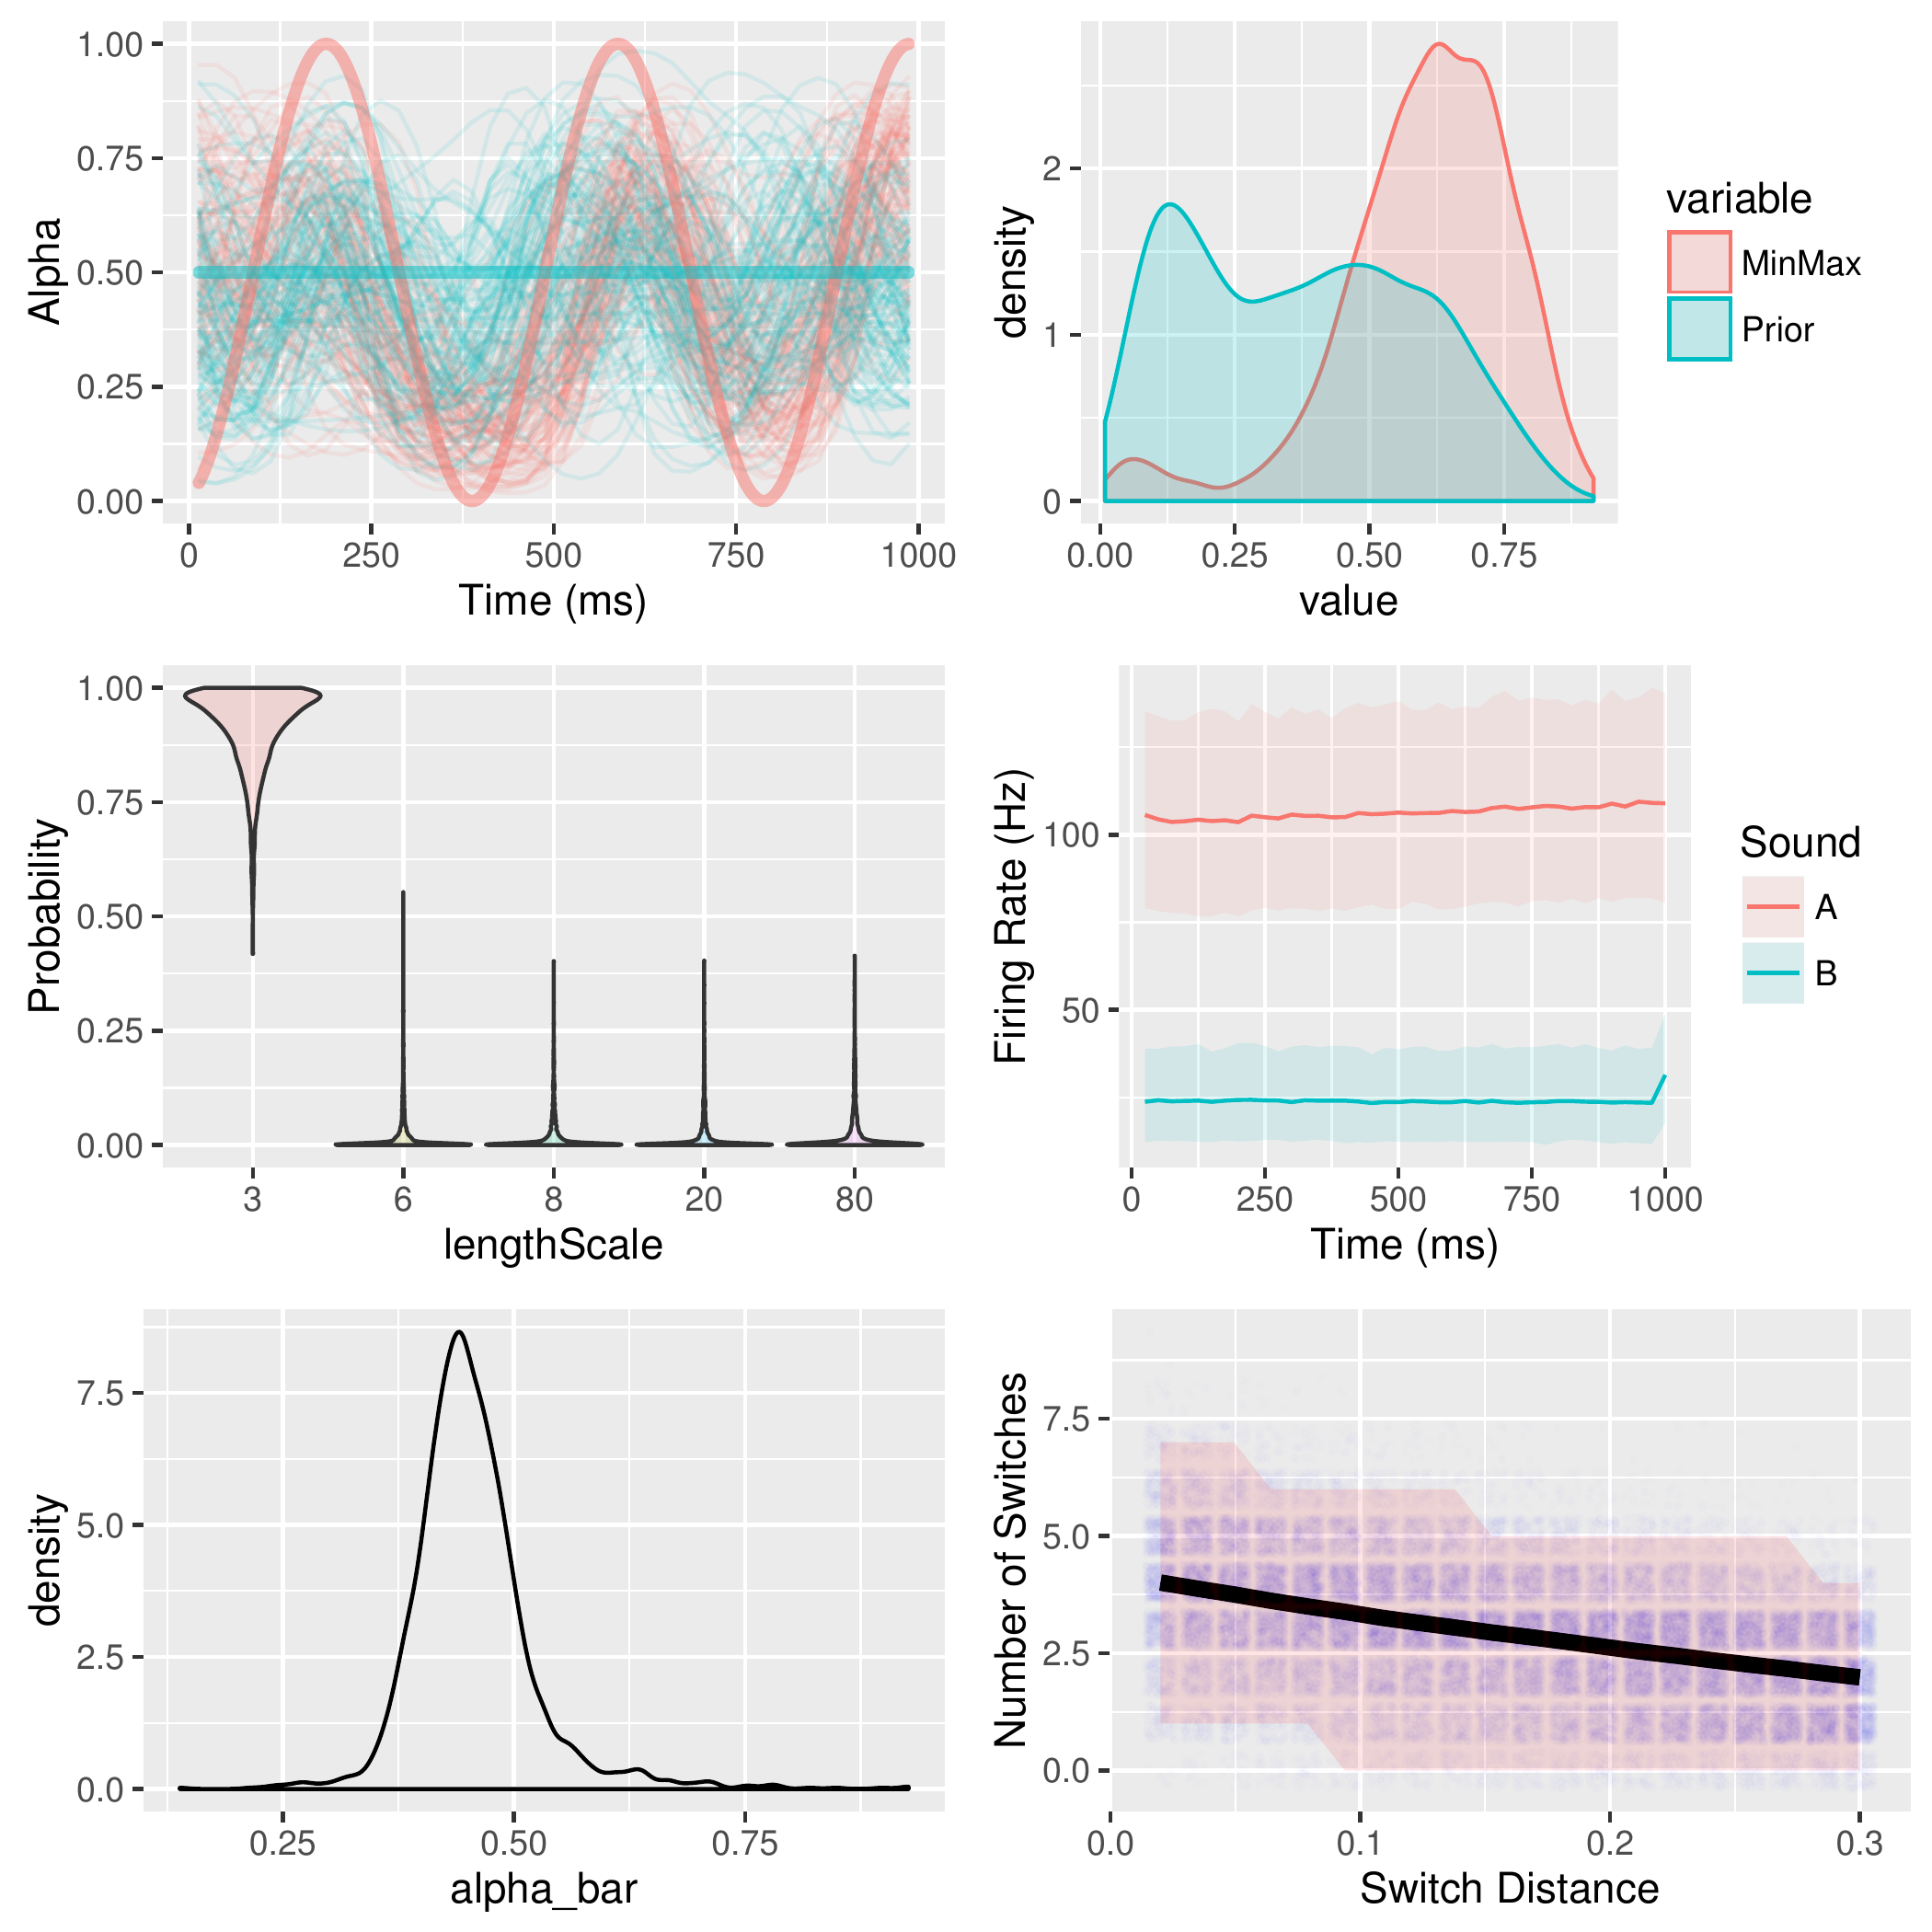 Alpha
1.00
0.75
0.50
0.25
0.00
0 250 500 750 1000
Time (ms)
density
2
1
0
0.00 0.25 0.50 0.75
value
variable
MinMax
Prior
Probability
1.00
0.75
0.50
0.25
0.00
3 6 8 20 80
lengthScale
Firing Rate (Hz)
100
50
0 250 500 750 1000
Time (ms)
Sound
A
B
density
7.5
5.0
2.5
0.0
0.25 0.50 0.75
alpha_bar
Number of Switches
7.5
5.0
2.5
0.0
0.0 0.1 0.2 0.3
Switch Distance